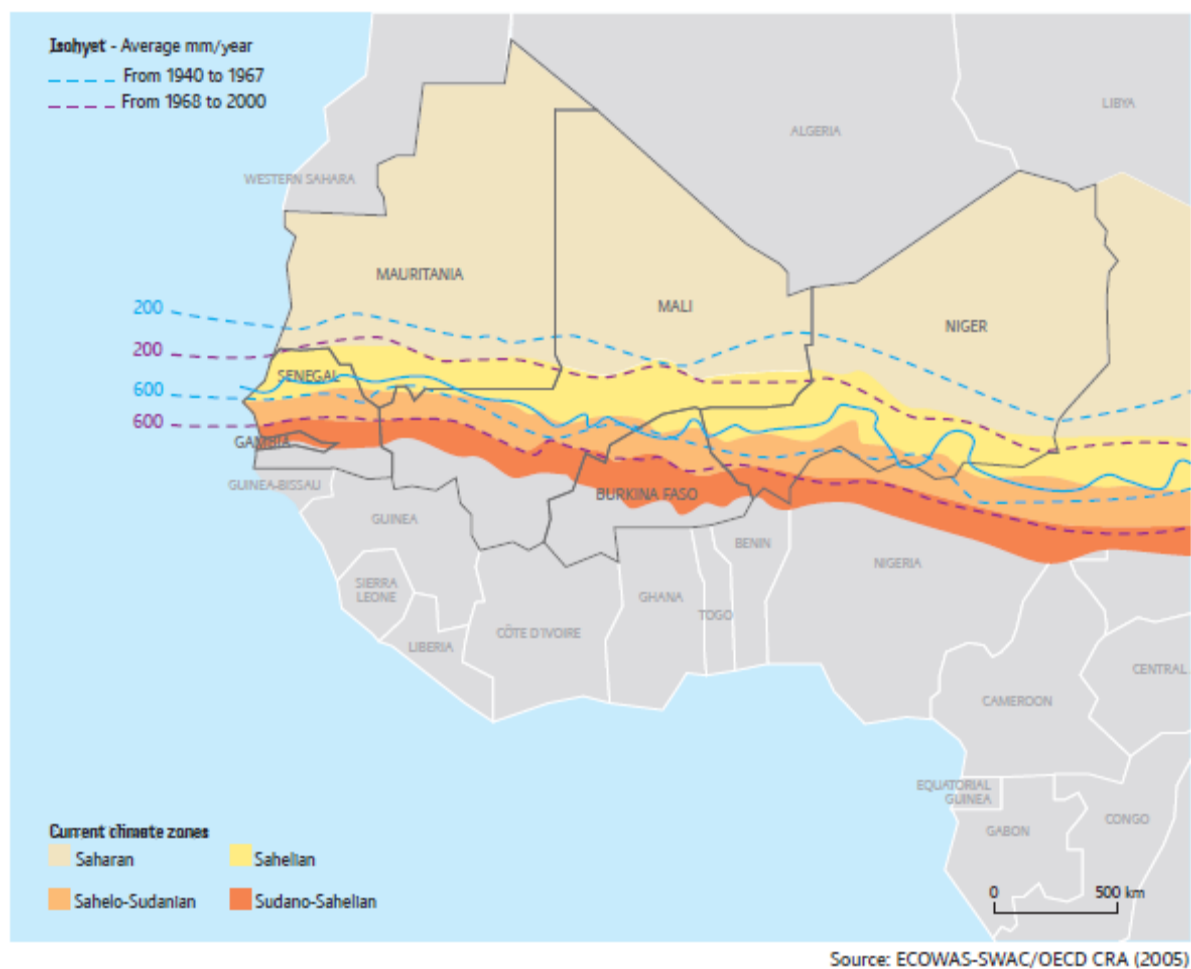 Isohyet - Average mm/year
From 1940 to 1967
From 1968 to 2000
LIBYA
ALGERIA
WESTERN SAHARA
MAURITANIA
MALI
NIGER
200
200
600
600
SENEGAL
GAMBIA
GUINEA-BISSAU
BURKINA FASO
GUINEA
BENIN
NIGERIA
SIERRA
LEONE
GHANA
TOGO
CÔTE D'IVOIRE
LIBERIA
CENTRAL
CAMEROON
EQUATORIAL
GUINEA
GABON
CONGO
Current climate zones
Saharan
Sahelian
Sahelo-Sudanian
Sudano-Sahelian
0 500 km
Source: ECOWAS-SWAC/OECD CRA (2005)